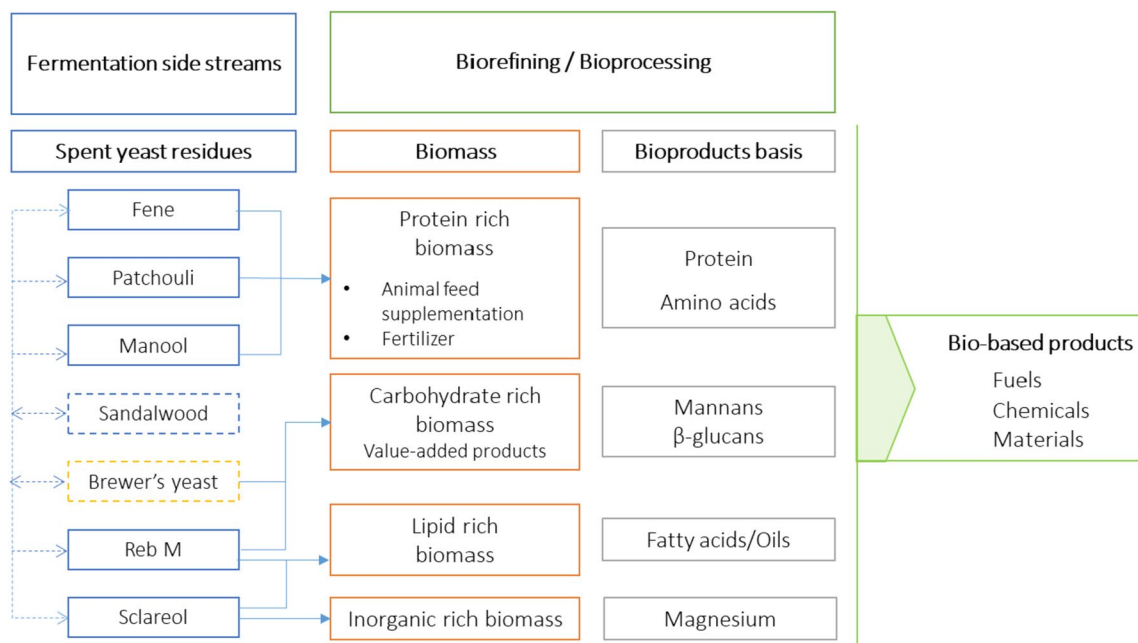 Fermentation side streams
Biorefining / Bioprocessing
Spent yeast residues
Biomass
Bioproducts basis
Fene
Patchouli
Manool
Sandalwood
Brewer's yeast
Reb M
Sclareol
Protein rich
biomass
• Animal feed
supplementation
• Fertilizer
Carbohydrate rich
biomass
Value-added products
Lipid rich
biomass
Inorganic rich biomass
Protein
Amino acids
Mannans
β-glucans
Fatty acids/Oils
Magnesium
Bio-based products
Fuels
Chemicals
Materials